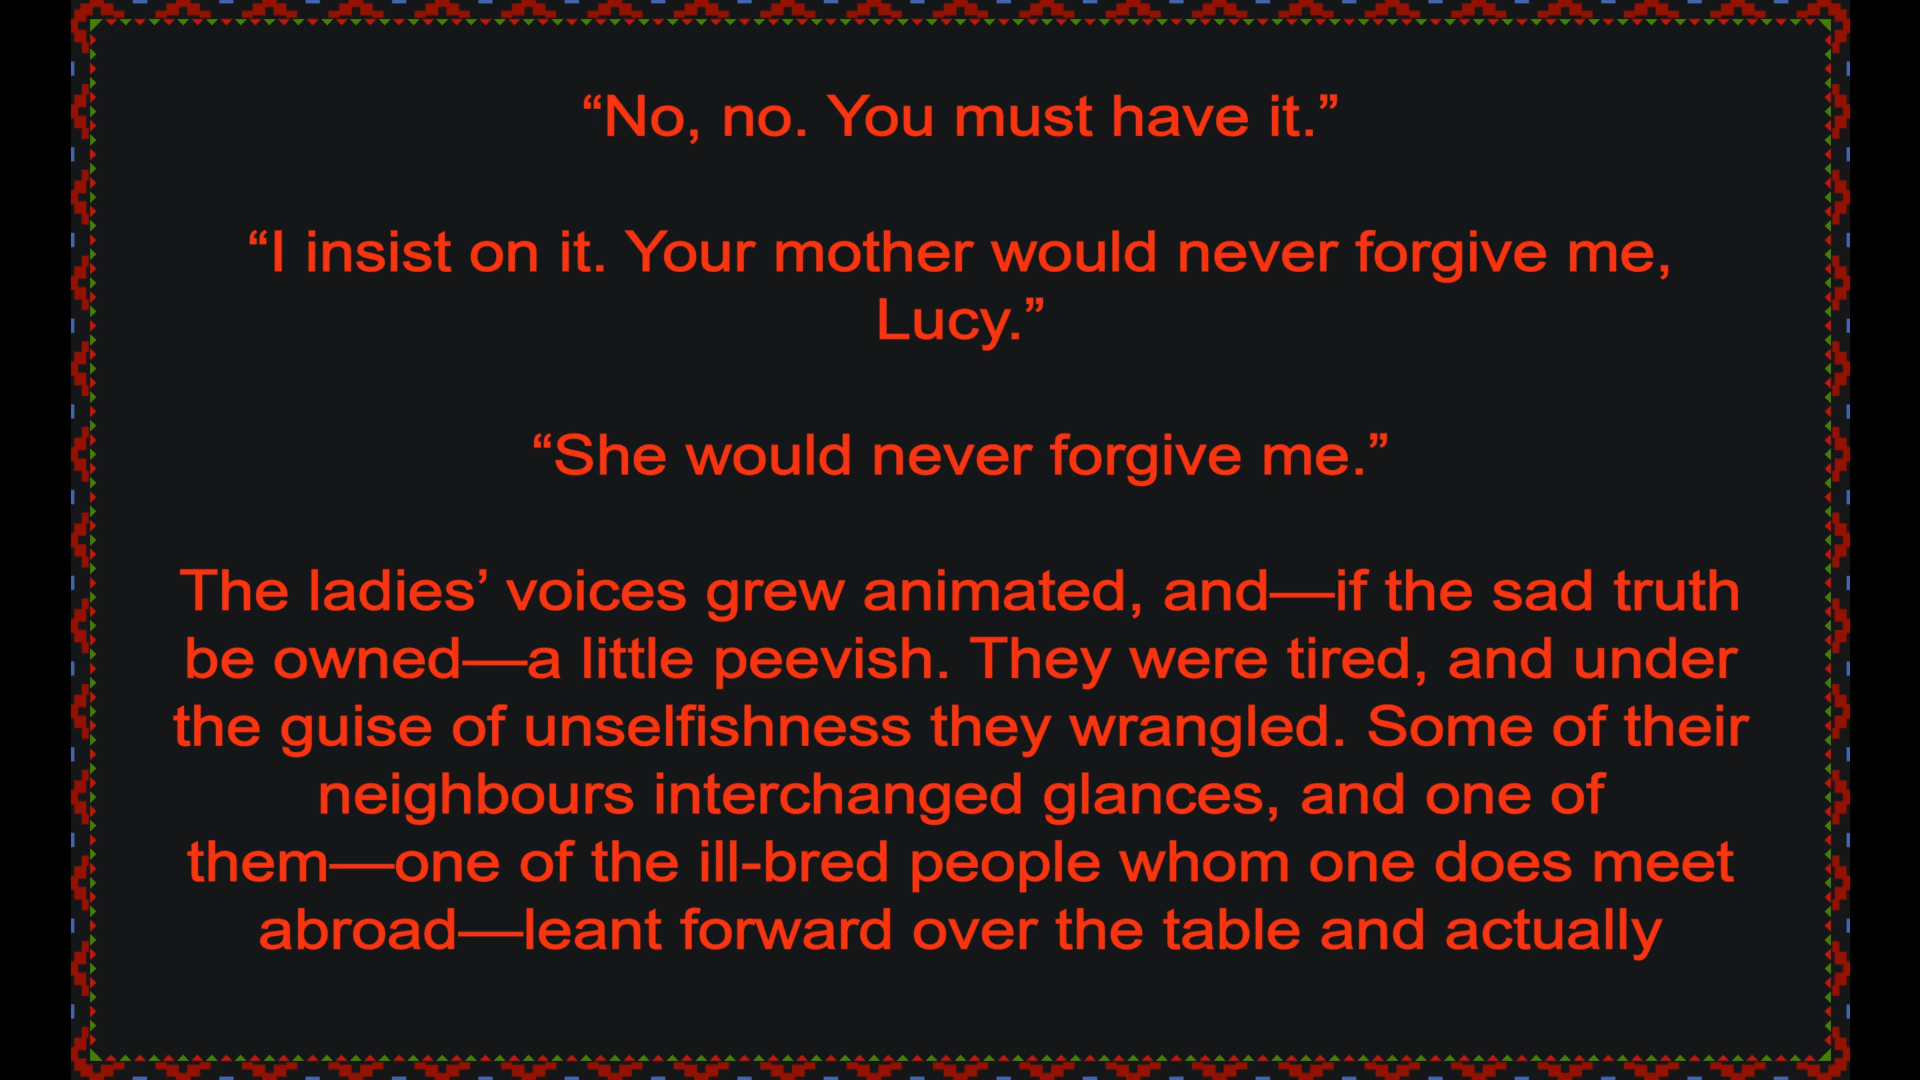 “No, no. You must have it.”
“I insist on it. Your mother would never forgive me,
Lucy.”
“She would never forgive me.”
The ladies’ voices grew animated, and—if the sad truth
be owned—a little peevish. They were tired, and under
the guise of unselfishness they wrangled. Some of their
neighbours interchanged glances, and one of
them—one of the ill-bred people whom one does meet
abroad—leant forward over the table and actually